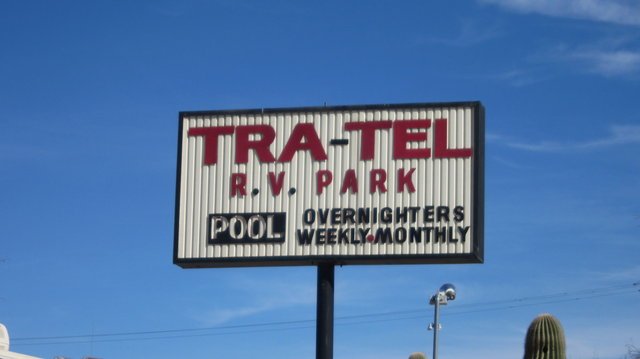 TRA-TEL
R.V. PARK
POOL OVERNIGHTERS
WEEKLY.MONTHLY